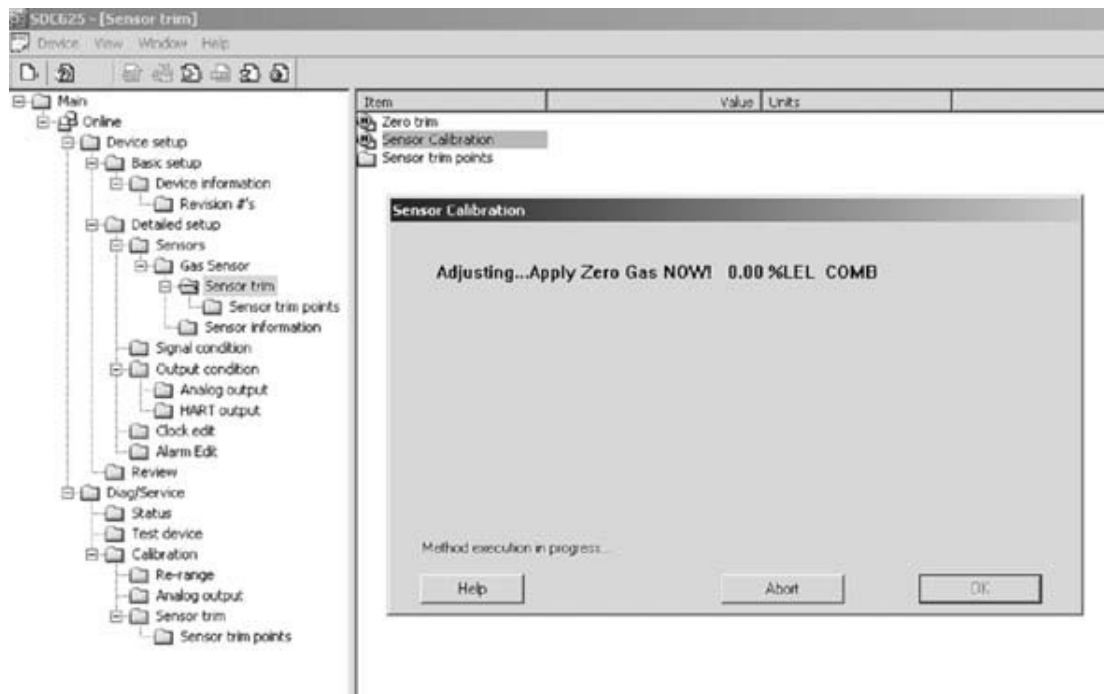 SDC625 - [Sensor trim]
Device View Window Help
Main
Online
Device setup
Basic setup
Device information
Revision #'s
Detailed setup
Sensors
Gas Sensor
Sensor trim
Sensor trim points
Sensor information
Signal condition
Output condition
Analog output
HART output
Clock edit
Alarm Edit
Review
Diag/Service
Status
Test device
Calibration
Re-range
Analog output
Sensor trim
Sensor trim points
Item Value Units
Zero trim
Sensor Calibration
Sensor trim points
Sensor Calibration
Adjusting...Apply Zero Gas NOW! 0.00 %LEL COMB
Method execution in progress...
Help Abort OK